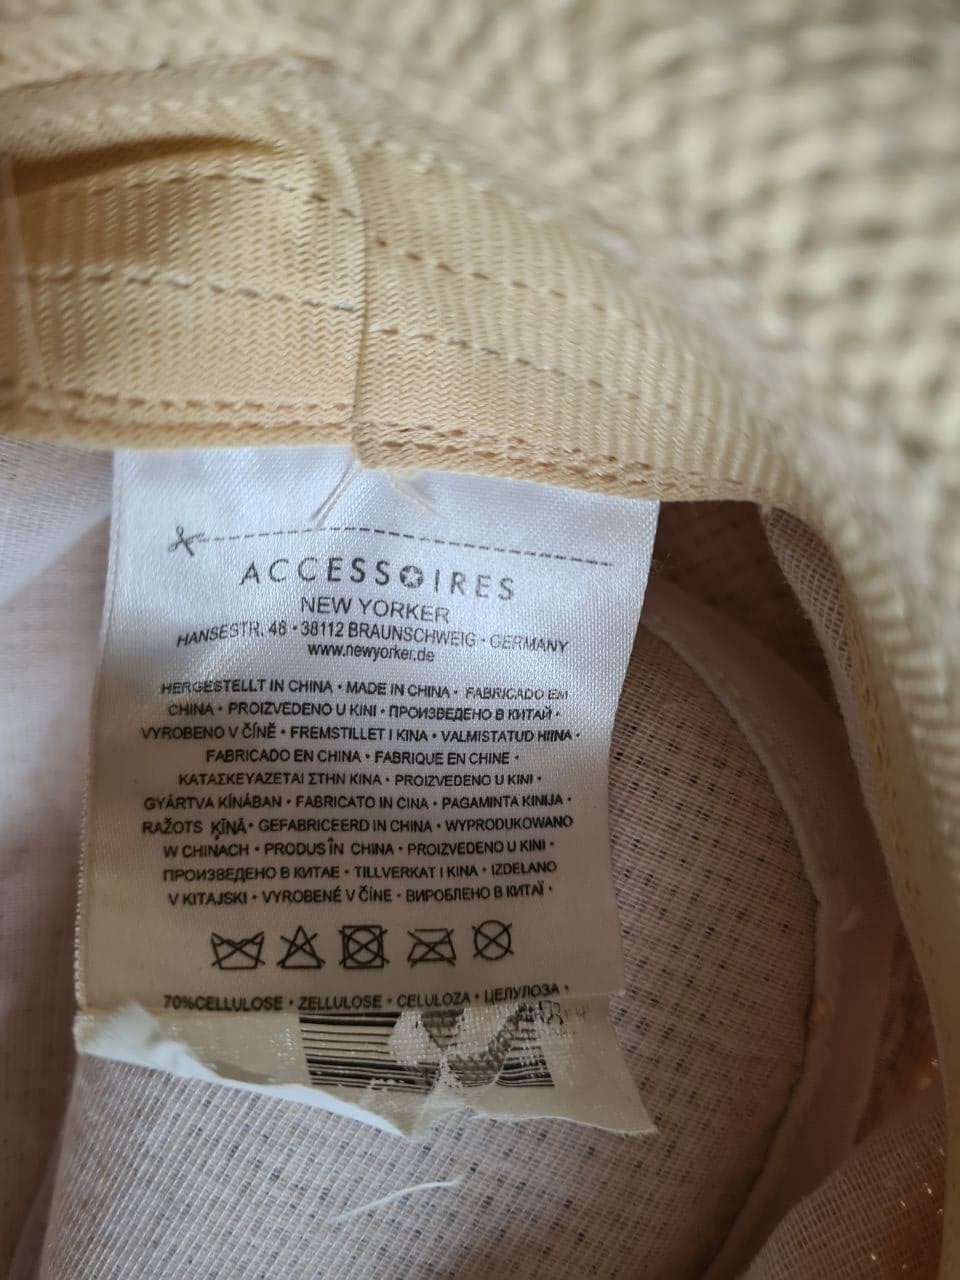 ACCESSOIRES
NEW YORKER
HANSESTR. 48 • 38112 BRAUNSCHWEIG • GERMANY
www.newyorker.de
HERGESTELLT IN CHINA • MADE IN CHINA • FABRICADO EM
CHINA • PROIZVEDENO U KINI • ПРОИЗВЕДЕНО В КИТАЙ •
VYROBENO V ČÍNĚ • FREMSTILLET I KINA • VALMISTATUD HIINA •
FABRICADO EN CHINA • FABRIQUE EN CHINE •
ΚΑΤΑΣΚΕΥΑΖΕΤΑΙ ΣΤΗΝ ΚΙΝΑ • PROIZVEDENO U KINI •
GYÁRTVA KÍNÁBAN • FABRICATO IN CINA • PAGAMINTA KINIJA •
RAŽOTS ĶĪNĀ • GEFABRICEERD IN CHINA • WYPRODUKOWANO
W CHINACH • PRODUS ÎN CHINA • PROIZVEDENO U KINI •
ПРОИЗВЕДЕНО В КИТАЕ • TILLVERKAT I KINA • IZDELANO
V KITAJSKI • VYROBENÉ V ČÍNE • ВИРОБЛЕНО В КИТАЇ •
70%CELLULOSE • ZELLULOSE • CELULOZA • ЦЕЛУЛОЗА •